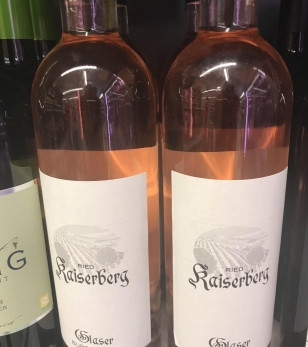 RIED
Kaiserberg
Glaser
RIED
Kaiserberg
Glaser
G